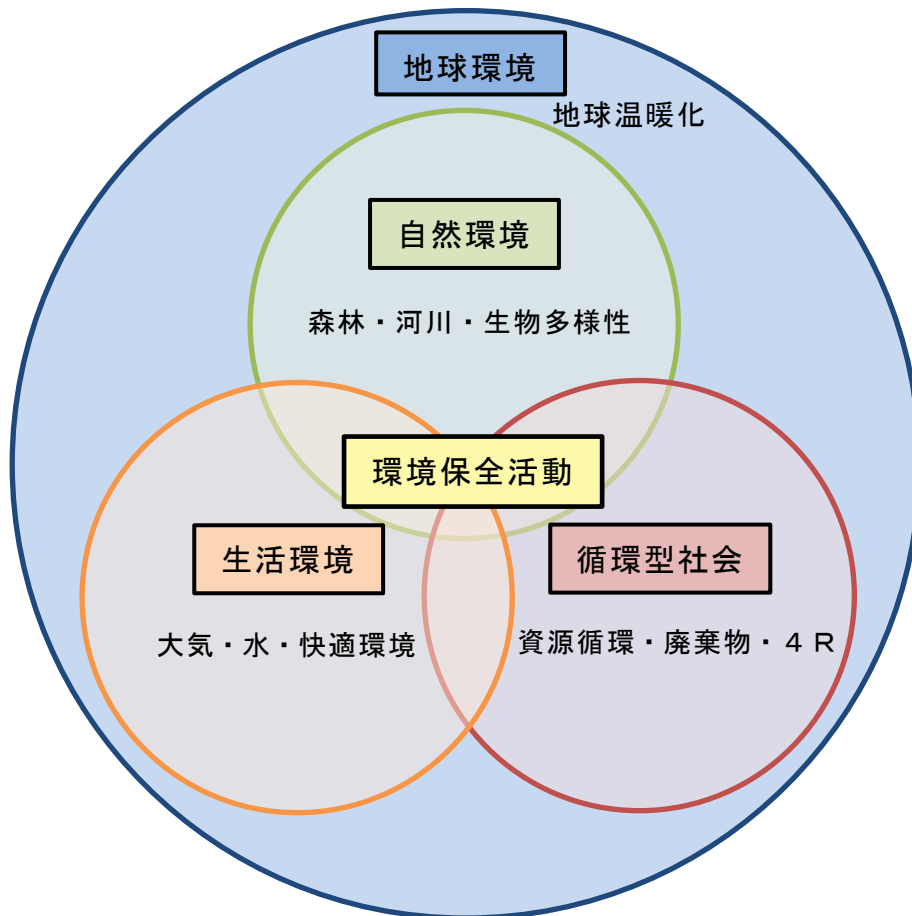 地球環境
地球温暖化
自然環境
森林・河川・生物多様性
環境保全活動
生活環境
循環型社会
大気・水・快適環境
資源循環・廃棄物・４Ｒ